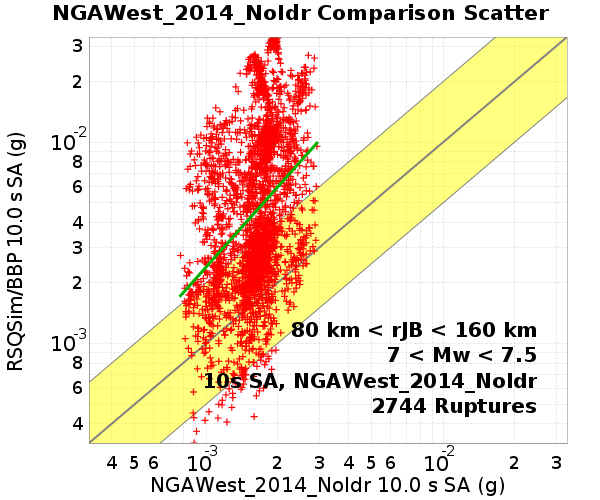 NGAWest_2014_NoIdr Comparison Scatter
3
2
10-2
8
6
4
3
2
10-3
8
6
4
RSQSim/BBP 10.0 s SA (g)
80 km < rJB < 160 km
7 < Mw < 7.5
10s SA, NGAWest_2014_NoIdr
2744 Ruptures
4 5 6 10-3 2 3 4 5 6 10-2 2 3
NGAWest_2014_NoIdr 10.0 s SA (g)